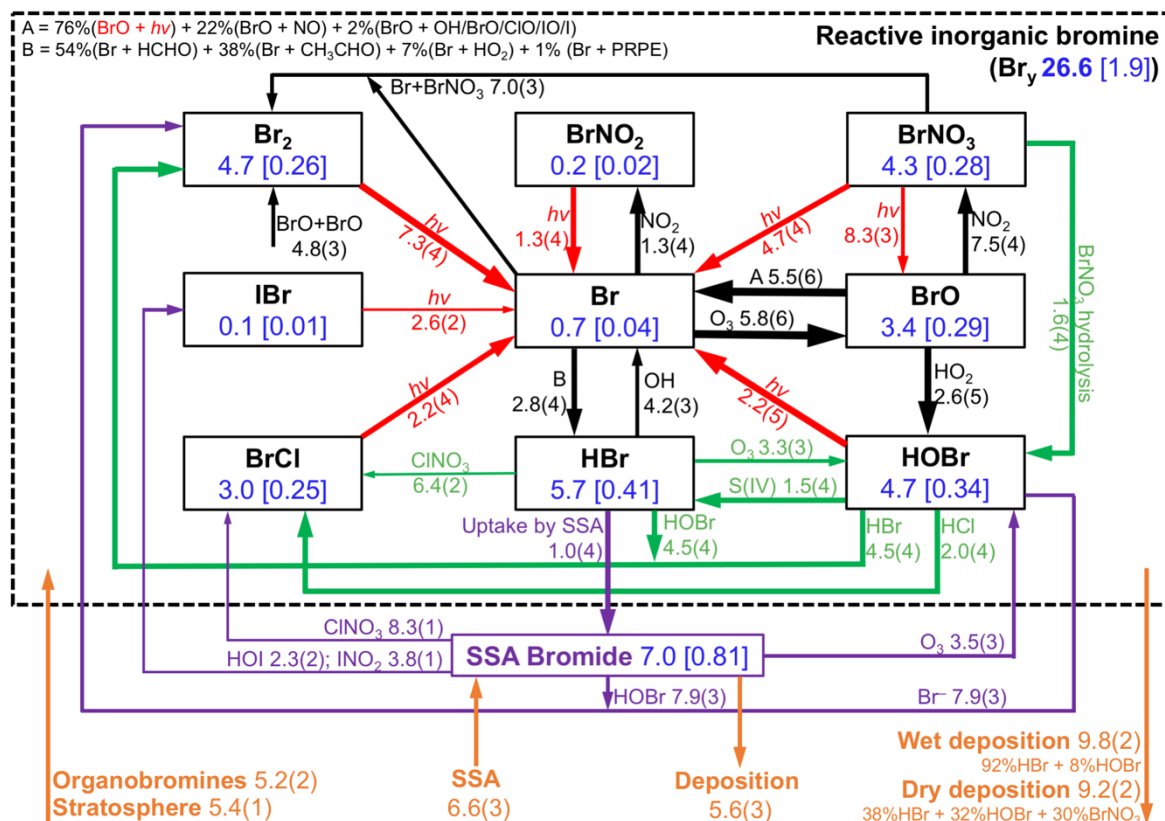 A = 76%(BrO + hv) + 22%(BrO + NO) + 2%(BrO + OH/BrO/ClO/IO/I)
B = 54%(Br + HCHO) + 38%(Br + CH₃CHO) + 7%(Br + HO₂) + 1% (Br + PRPE)
Reactive inorganic bromine
(Br_y 26.6 [1.9])
Br+BrNO₃ 7.0(3)
Br₂
4.7 [0.26]
BrNO₂
0.2 [0.02]
BrNO₃
4.3 [0.28]
BrO+BrO
4.8(3)
hv
7.3(4)
hv
1.3(4)
NO₂
1.3(4)
hv
4.7(4)
hv
8.3(3)
NO₂
7.5(4)
BrNO₃ hydrolysis
1.6(4)
IBr
0.1 [0.01]
hv
2.6(2)
Br
0.7 [0.04]
A 5.5(6)
O₃ 5.8(6)
BrO
3.4 [0.29]
hv
2.2(4)
B
2.8(4)
OH
4.2(3)
hv
2.2(5)
HO₂
2.6(5)
BrCl
3.0 [0.25]
ClNO₃
6.4(2)
HBr
5.7 [0.41]
O₃ 3.3(3)
S(IV) 1.5(4)
HOBr
4.7 [0.34]
Uptake by SSA
1.0(4)
HOBr
4.5(4)
HBr
4.5(4)
HCl
2.0(4)
ClNO₃ 8.3(1)
HOI 2.3(2); INO₂ 3.8(1)
SSA Bromide 7.0 [0.81]
O₃ 3.5(3)
HOBr 7.9(3)
Br⁻ 7.9(3)
Organobromines 5.2(2)
Stratosphere 5.4(1)
SSA
6.6(3)
Deposition
5.6(3)
Wet deposition 9.8(2)
92%HBr + 8%HOBr
Dry deposition 9.2(2)
38%HBr + 32%HOBr + 30%BrNO₃